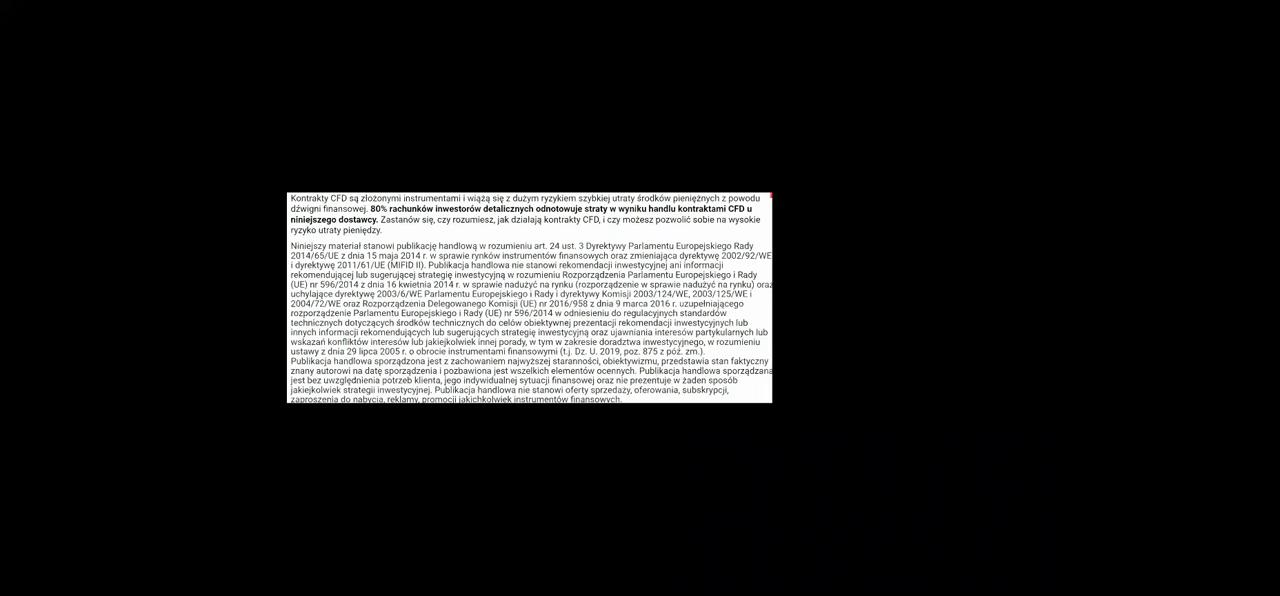 Kontrakty CFD są złożonymi instrumentami i wiążą się z dużym ryzykiem szybkiej utraty środków pieniężnych z powodu
dźwigni finansowej. 80% rachunków inwestorów detalicznych odnotowuje straty w wyniku handlu kontraktami CFD u
niniejszego dostawcy. Zastanów się, czy rozumiesz, jak działają kontrakty CFD, i czy możesz pozwolić sobie na wysokie
ryzyko utraty pieniędzy.
Niniejszy materiał stanowi publikację handlową w rozumieniu art. 24 ust. 3 Dyrektywy Parlamentu Europejskiego Rady
2014/65/UE z dnia 15 maja 2014 r. w sprawie rynków instrumentów finansowych oraz zmieniająca dyrektywę 2002/92/WE
i dyrektywę 2011/61/UE (MIFID II). Publikacja handlowa nie stanowi rekomendacji inwestycyjnej ani informacji
rekomendującej lub sugerującej strategię inwestycyjną w rozumieniu Rozporządzenia Parlamentu Europejskiego i Rady
(UE) nr 596/2014 z dnia 16 kwietnia 2014 r. w sprawie nadużyć na rynku (rozporządzenie w sprawie nadużyć na rynku) oraz
uchylające dyrektywę 2003/6/WE Parlamentu Europejskiego i Rady i dyrektywy Komisji 2003/124/WE, 2003/125/WE i
2004/72/WE oraz Rozporządzenia Delegowanego Komisji (UE) nr 2016/958 z dnia 9 marca 2016 r. uzupełniającego
rozporządzenie Parlamentu Europejskiego i Rady (UE) nr 596/2014 w odniesieniu do regulacyjnych standardów
technicznych dotyczących środków technicznych do celów obiektywnej prezentacji rekomendacji inwestycyjnych lub
innych informacji rekomendujących lub sugerujących strategię inwestycyjną oraz ujawniania interesów partykularnych lub
wskazań konfliktów interesów lub jakiejkolwiek innej porady, w tym w zakresie doradztwa inwestycyjnego, w rozumieniu
ustawy z dnia 29 lipca 2005 r. o obrocie instrumentami finansowymi (t.j. Dz. U. 2019, poz. 875 z póź. zm.).
Publikacja handlowa sporządzona jest z zachowaniem najwyższej staranności, obiektywizmu, przedstawia stan faktyczny
znany autorowi na datę sporządzenia i pozbawiona jest wszelkich elementów ocennych. Publikacja handlowa sporządzana
jest bez uwzględnienia potrzeb klienta, jego indywidualnej sytuacji finansowej oraz nie prezentuje w żaden sposób
jakiejkolwiek strategii inwestycyjnej. Publikacja handlowa nie stanowi oferty sprzedaży, oferowania, subskrypcji,
zaproszenia do nabycia, reklamy, promocji jakichkolwiek instrumentów finansowych.